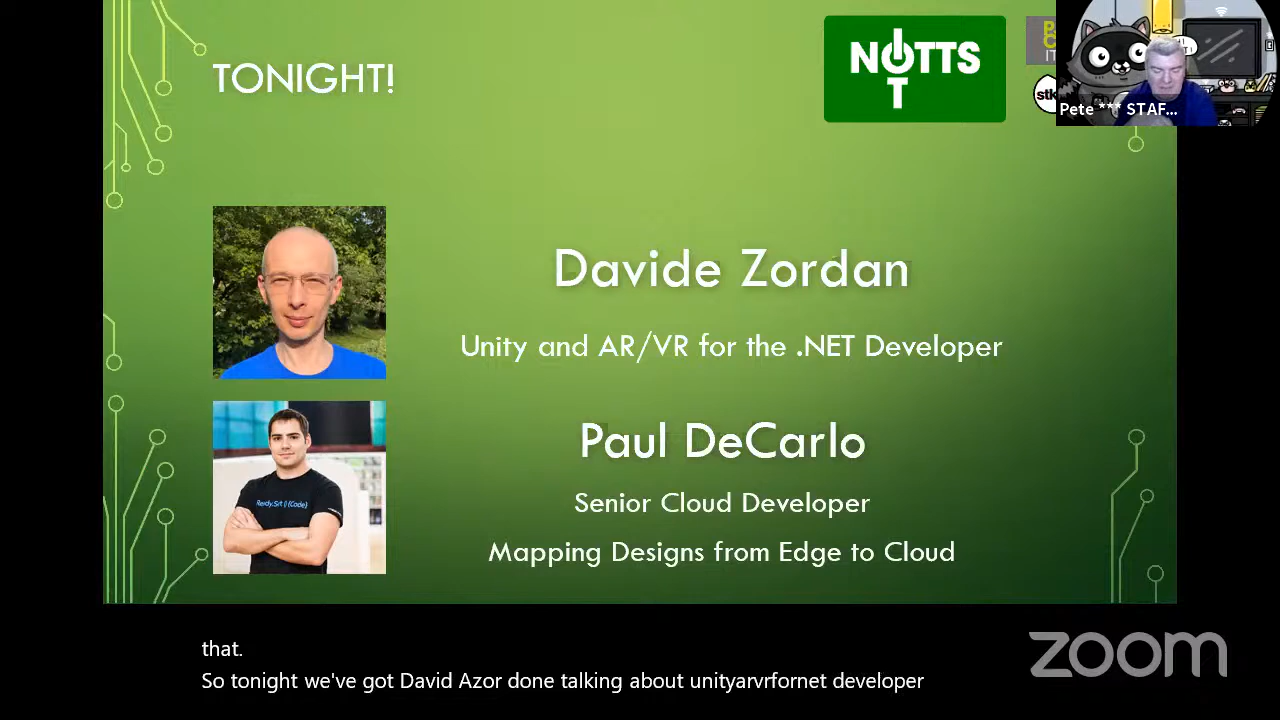 TONIGHT!
NOTTS
IOT
stk
Pete *** STAF...
Davide Zordan
Unity and AR/VR for the .NET Developer
Paul DeCarlo
Senior Cloud Developer
Mapping Designs from Edge to Cloud
that.
So tonight we've got David Azor done talking about unityarvrfornet developer
zoom